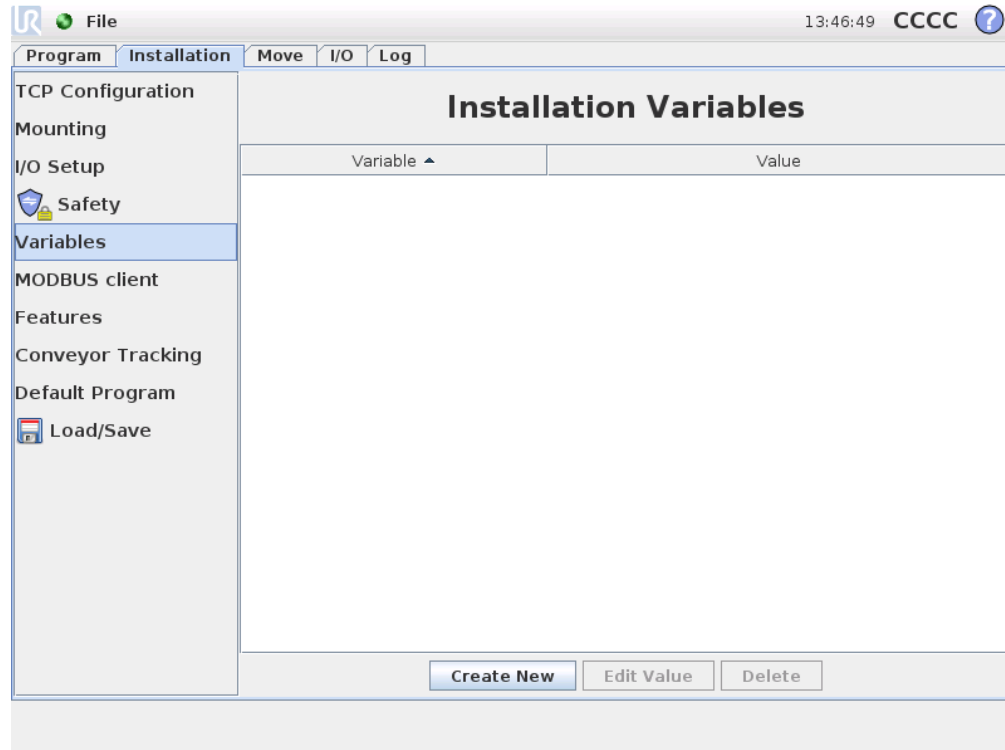 UR File 13:46:49 CCCC ?
Program Installation Move I/O Log
TCP Configuration
Mounting
I/O Setup
Safety
Variables
MODBUS client
Features
Conveyor Tracking
Default Program
Load/Save
Installation Variables
Variable Value
Create New Edit Value Delete